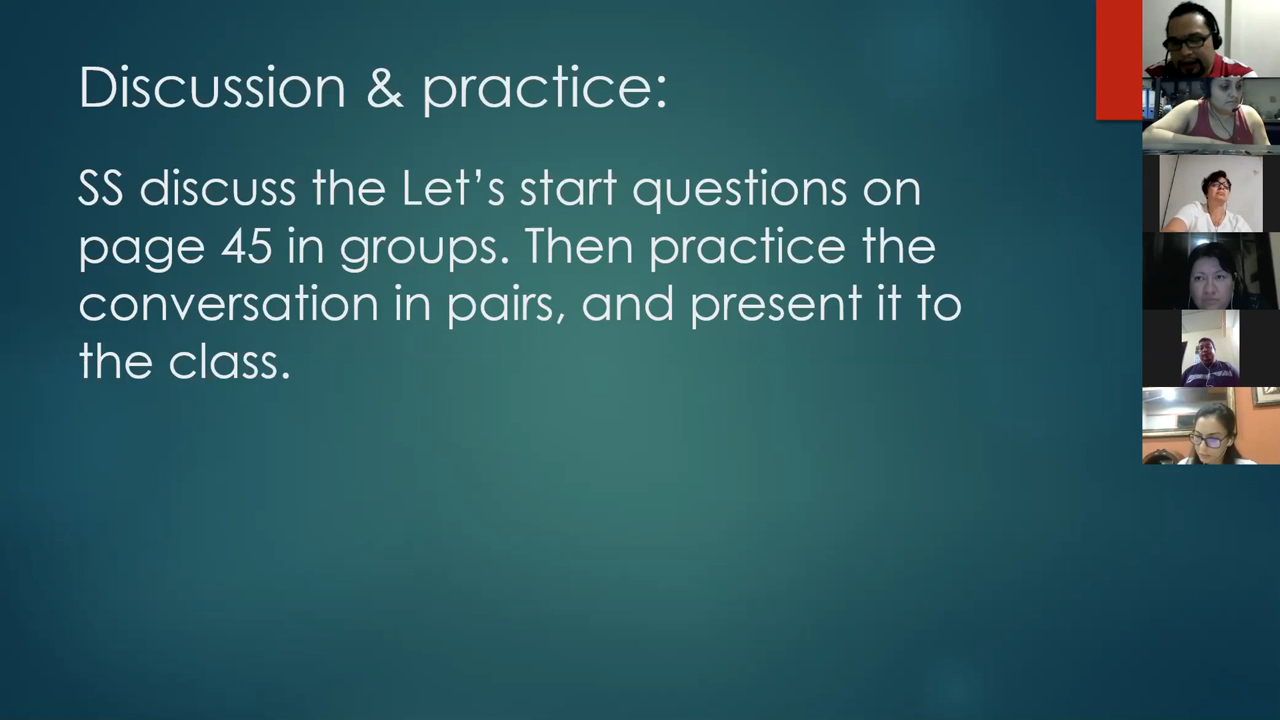 Discussion & practice:
SS discuss the Let’s start questions on
page 45 in groups. Then practice the
conversation in pairs, and present it to
the class.